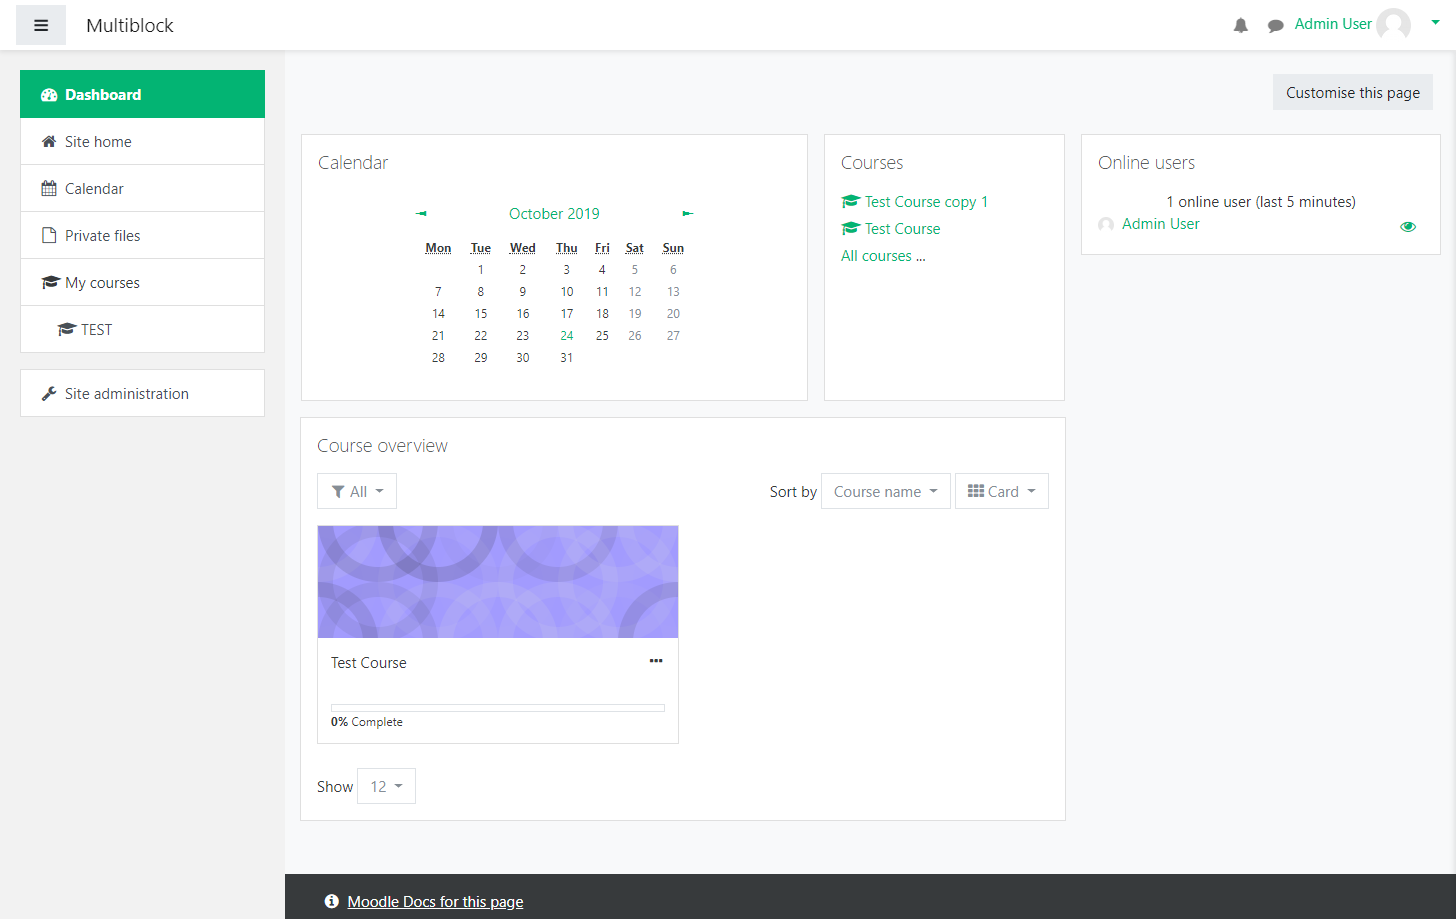 Multiblock
Admin User
Dashboard
Site home
Calendar
Private files
My courses
TEST
Site administration
Customise this page
Calendar
October 2019
Mon Tue Wed Thu Fri Sat Sun
1 2 3 4 5 6
7 8 9 10 11 12 13
14 15 16 17 18 19 20
21 22 23 24 25 26 27
28 29 30 31
Courses
Test Course copy 1
Test Course
All courses ...
Online users
1 online user (last 5 minutes)
Admin User
Course overview
All
Sort by Course name Card
Test Course
0% Complete
Show 12
Moodle Docs for this page